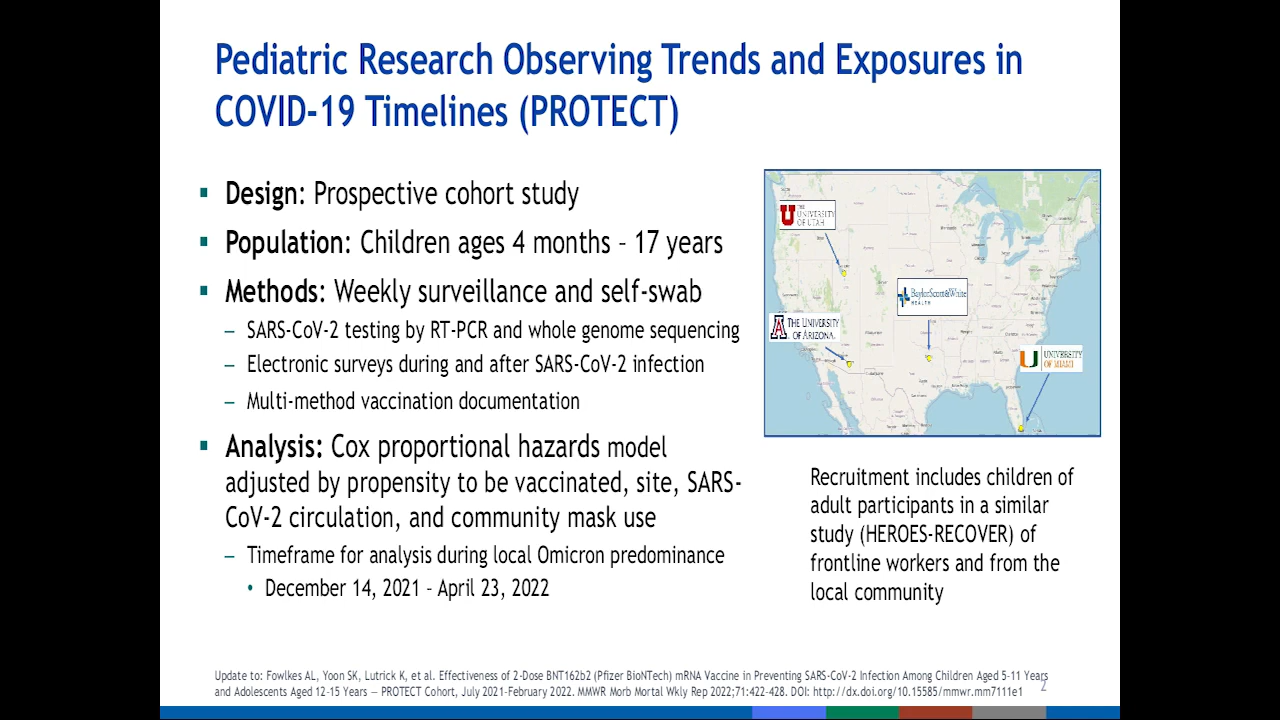 Pediatric Research Observing Trends and Exposures in
COVID-19 Timelines (PROTECT)
Design: Prospective cohort study
Population: Children ages 4 months – 17 years
Methods: Weekly surveillance and self-swab
– SARS-CoV-2 testing by RT-PCR and whole genome sequencing
– Electronic surveys during and after SARS-CoV-2 infection
– Multi-method vaccination documentation
Analysis: Cox proportional hazards model
adjusted by propensity to be vaccinated, site, SARS-
CoV-2 circulation, and community mask use
– Timeframe for analysis during local Omicron predominance
• December 14, 2021 – April 23, 2022
THE
UNIVERSITY
OF UTAH
BaylorScott&White
HEALTH
THE UNIVERSITY
OF ARIZONA.
UNIVERSITY
OF MIAMI
Recruitment includes children of
adult participants in a similar
study (HEROES-RECOVER) of
frontline workers and from the
local community
Update to: Fowlkes AL, Yoon SK, Lutrick K, et al. Effectiveness of 2-Dose BNT162b2 (Pfizer BioNTech) mRNA Vaccine in Preventing SARS-CoV-2 Infection Among Children Aged 5–11 Years
and Adolescents Aged 12–15 Years — PROTECT Cohort, July 2021–February 2022. MMWR Morb Mortal Wkly Rep 2022;71:422–428. DOI: http://dx.doi.org/10.15585/mmwr.mm7111e1
2